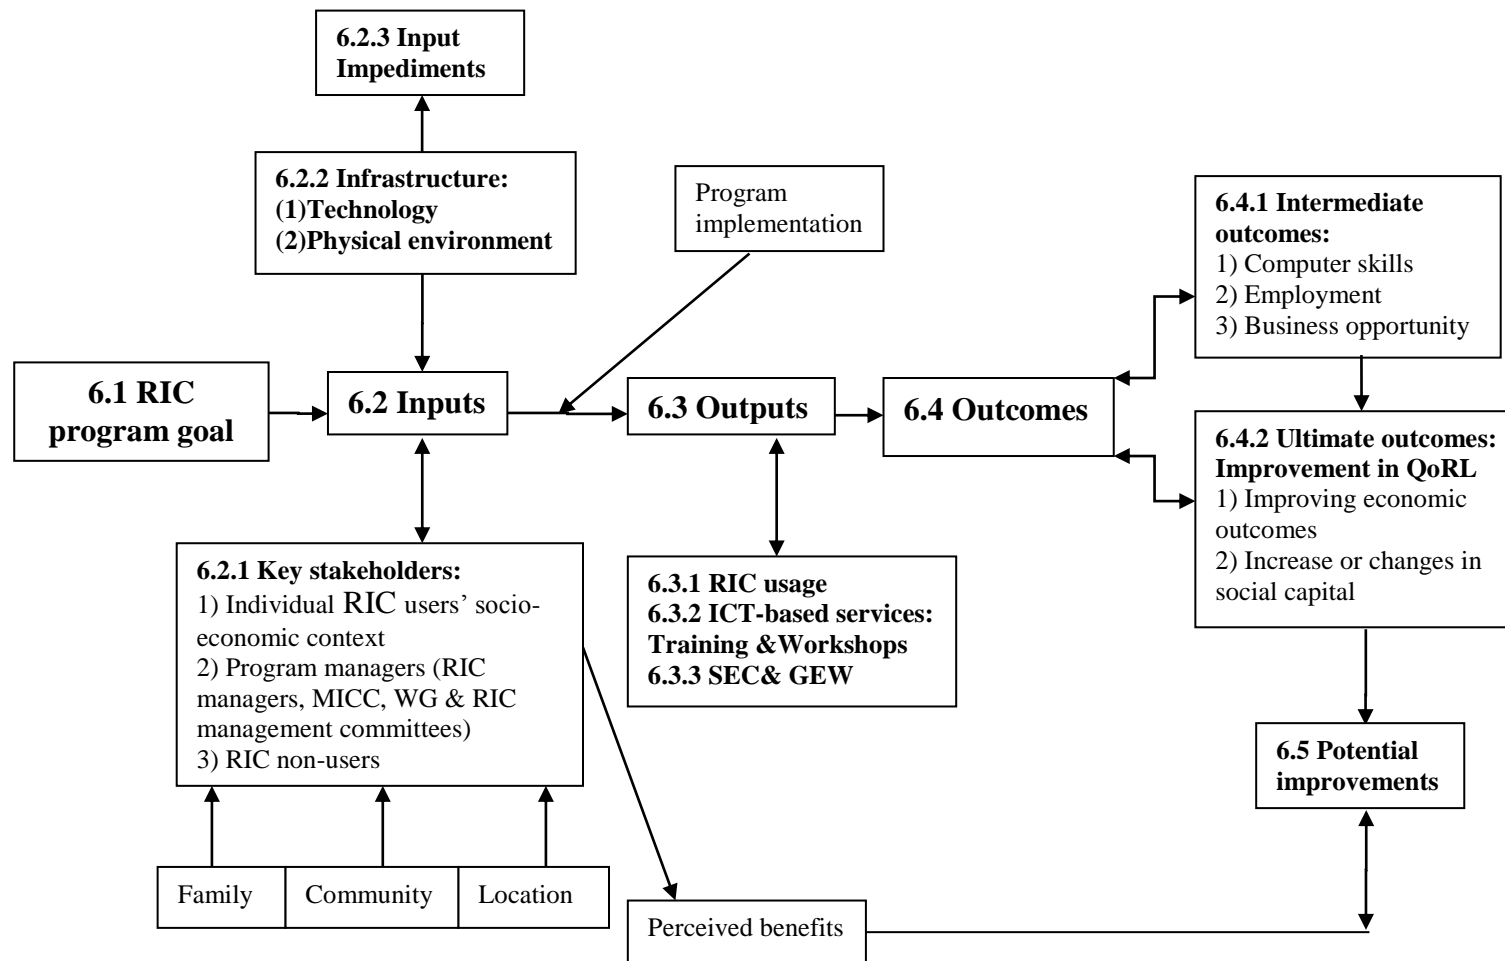 6.2.3 Input
Impediments
6.2.2 Infrastructure:
(1)Technology
(2)Physical environment
Program
implementation
6.4.1 Intermediate
outcomes:
1) Computer skills
2) Employment
3) Business opportunity
6.1 RIC
program goal
6.2 Inputs
6.3 Outputs
6.4 Outcomes
6.4.2 Ultimate outcomes:
Improvement in QoRL
1) Improving economic
outcomes
2) Increase or changes in
social capital
6.2.1 Key stakeholders:
1) Individual RIC users’ socio-
economic context
2) Program managers (RIC
managers, MICC, WG & RIC
management committees)
3) RIC non-users
6.3.1 RIC usage
6.3.2 ICT-based services:
Training &Workshops
6.3.3 SEC& GEW
6.5 Potential
improvements
Family
Community
Location
Perceived benefits